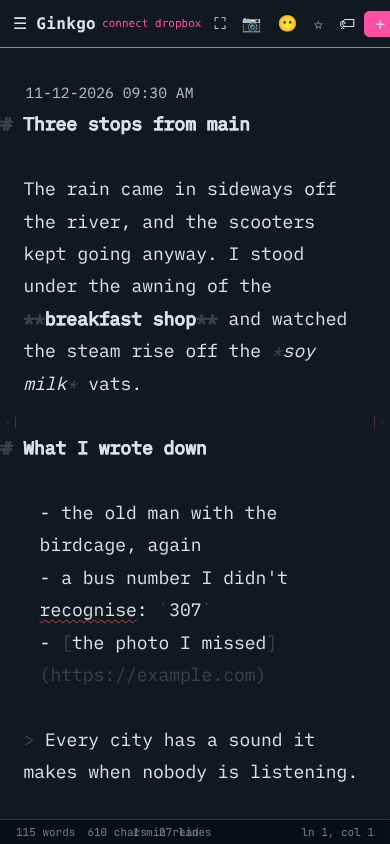 Ginkgo connect dropbox
11-12-2026 09:30 AM
# Three stops from main
The rain came in sideways off
the river, and the scooters
kept going anyway. I stood
under the awning of the
**breakfast shop** and watched
the steam rise off the *soy
milk* vats.
# What I wrote down
- the old man with the
birdcage, again
- a bus number I didn't
recognise: `307`
- [the photo I missed]
(https://example.com)
> Every city has a sound it
makes when nobody is listening.
115 words 610 chars ln 1, col 1